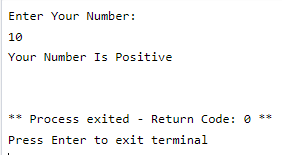 Enter Your Number:
10
Your Number Is Positive
** Process exited - Return Code: 0 **
Press Enter to exit terminal